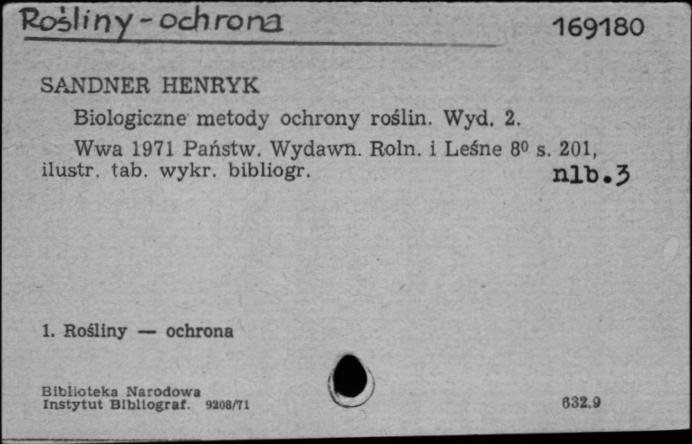 Rośliny - ochrona
169180
SANDNER HENRYK
Biologiczne metody ochrony roślin. Wyd. 2.
Wwa 1971 Państw. Wydawn. Roln. i Leśne 8⁰ s. 201,
ilustr. tab. wykr. bibliogr.
nlb.3
1. Rośliny — ochrona
Biblioteka Narodowa
Instytut Bibliograf. 9208/71
632.9